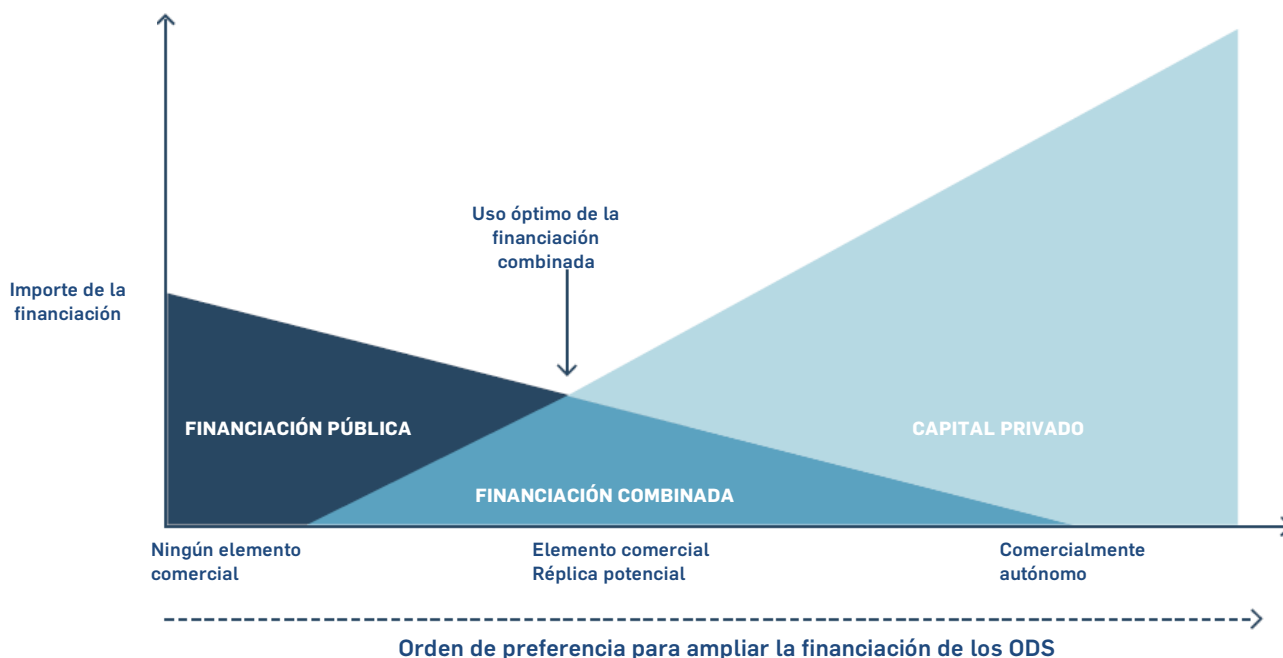 Uso óptimo de la
financiación
combinada
Importe de la
financiación
FINANCIACIÓN PÚBLICA
CAPITAL PRIVADO
FINANCIACIÓN COMBINADA
Ningún elemento
comercial
Elemento comercial
Réplica potencial
Comercialmente
autónomo
Orden de preferencia para ampliar la financiación de los ODS